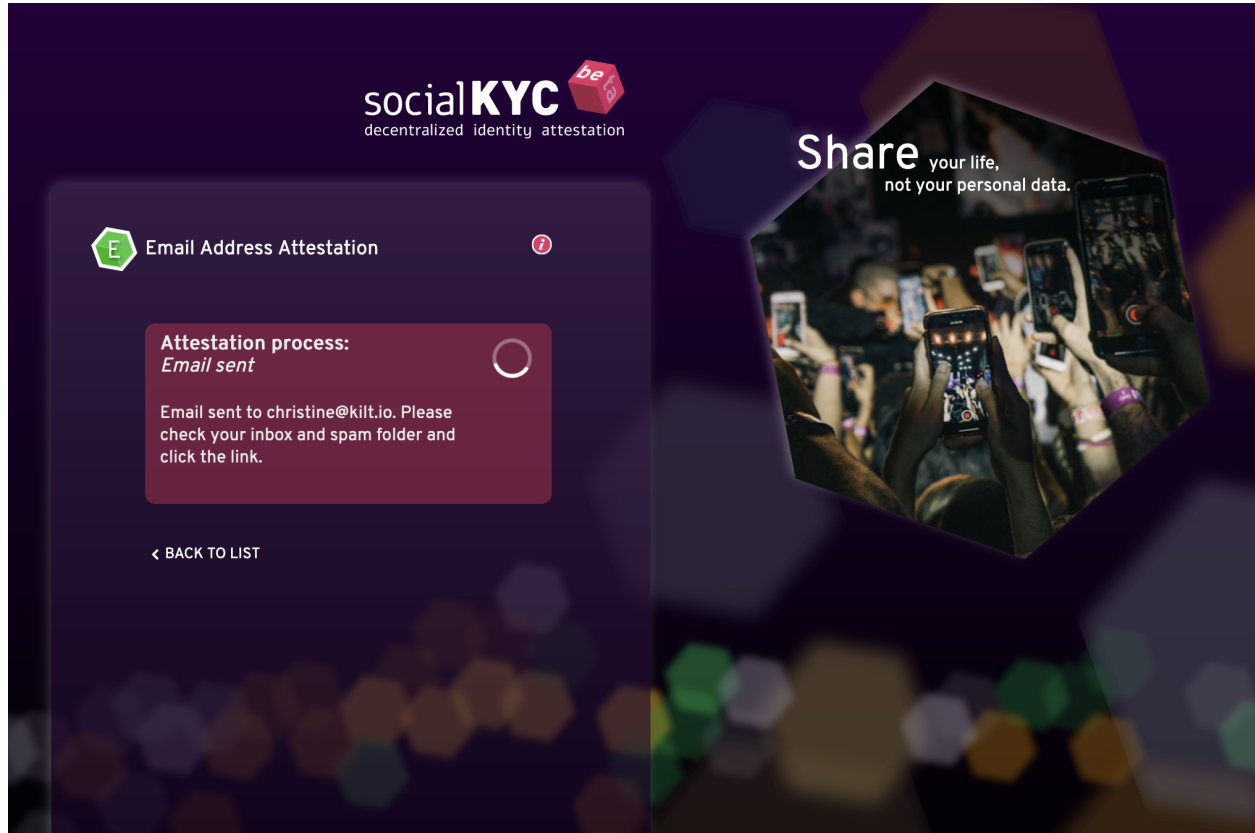 socialKYC
beta
decentralized identity attestation
Share your life,
not your personal data.
E
Email Address Attestation
i
Attestation process:
Email sent
Email sent to christine@kilt.io. Please
check your inbox and spam folder and
click the link.
< BACK TO LIST